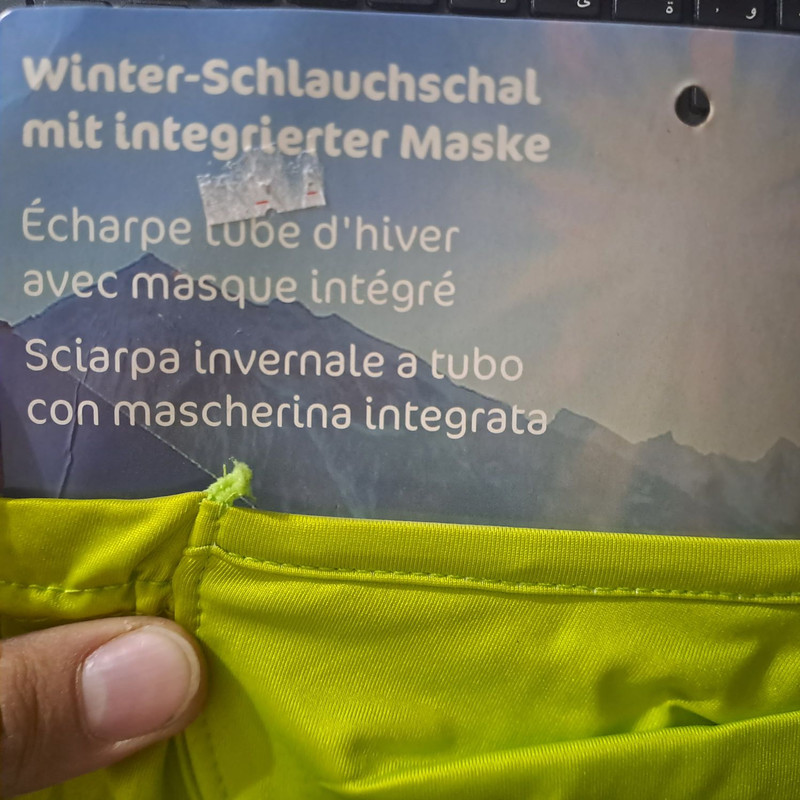 Winter-Schlauchschal
mit integrierter Maske
Écharpe tube d'hiver
avec masque intégré
Sciarpa invernale a tubo
con mascherina integrata